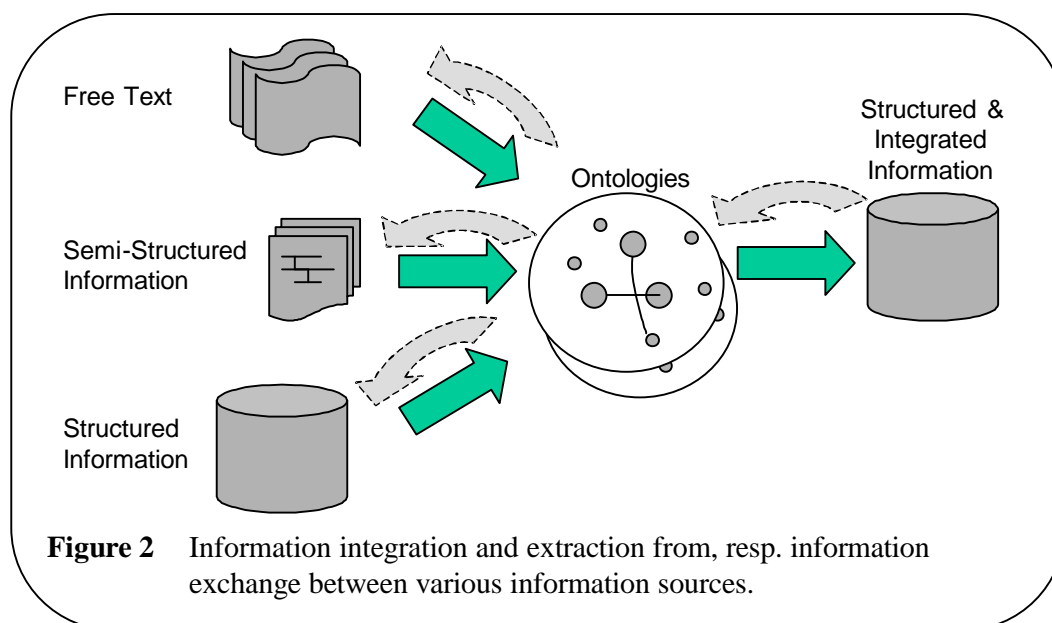 Free Text
Structured &
Integrated
Information
Ontologies
Semi-Structured
Information
Structured
Information
Figure 2 Information integration and extraction from, resp. information
exchange between various information sources.